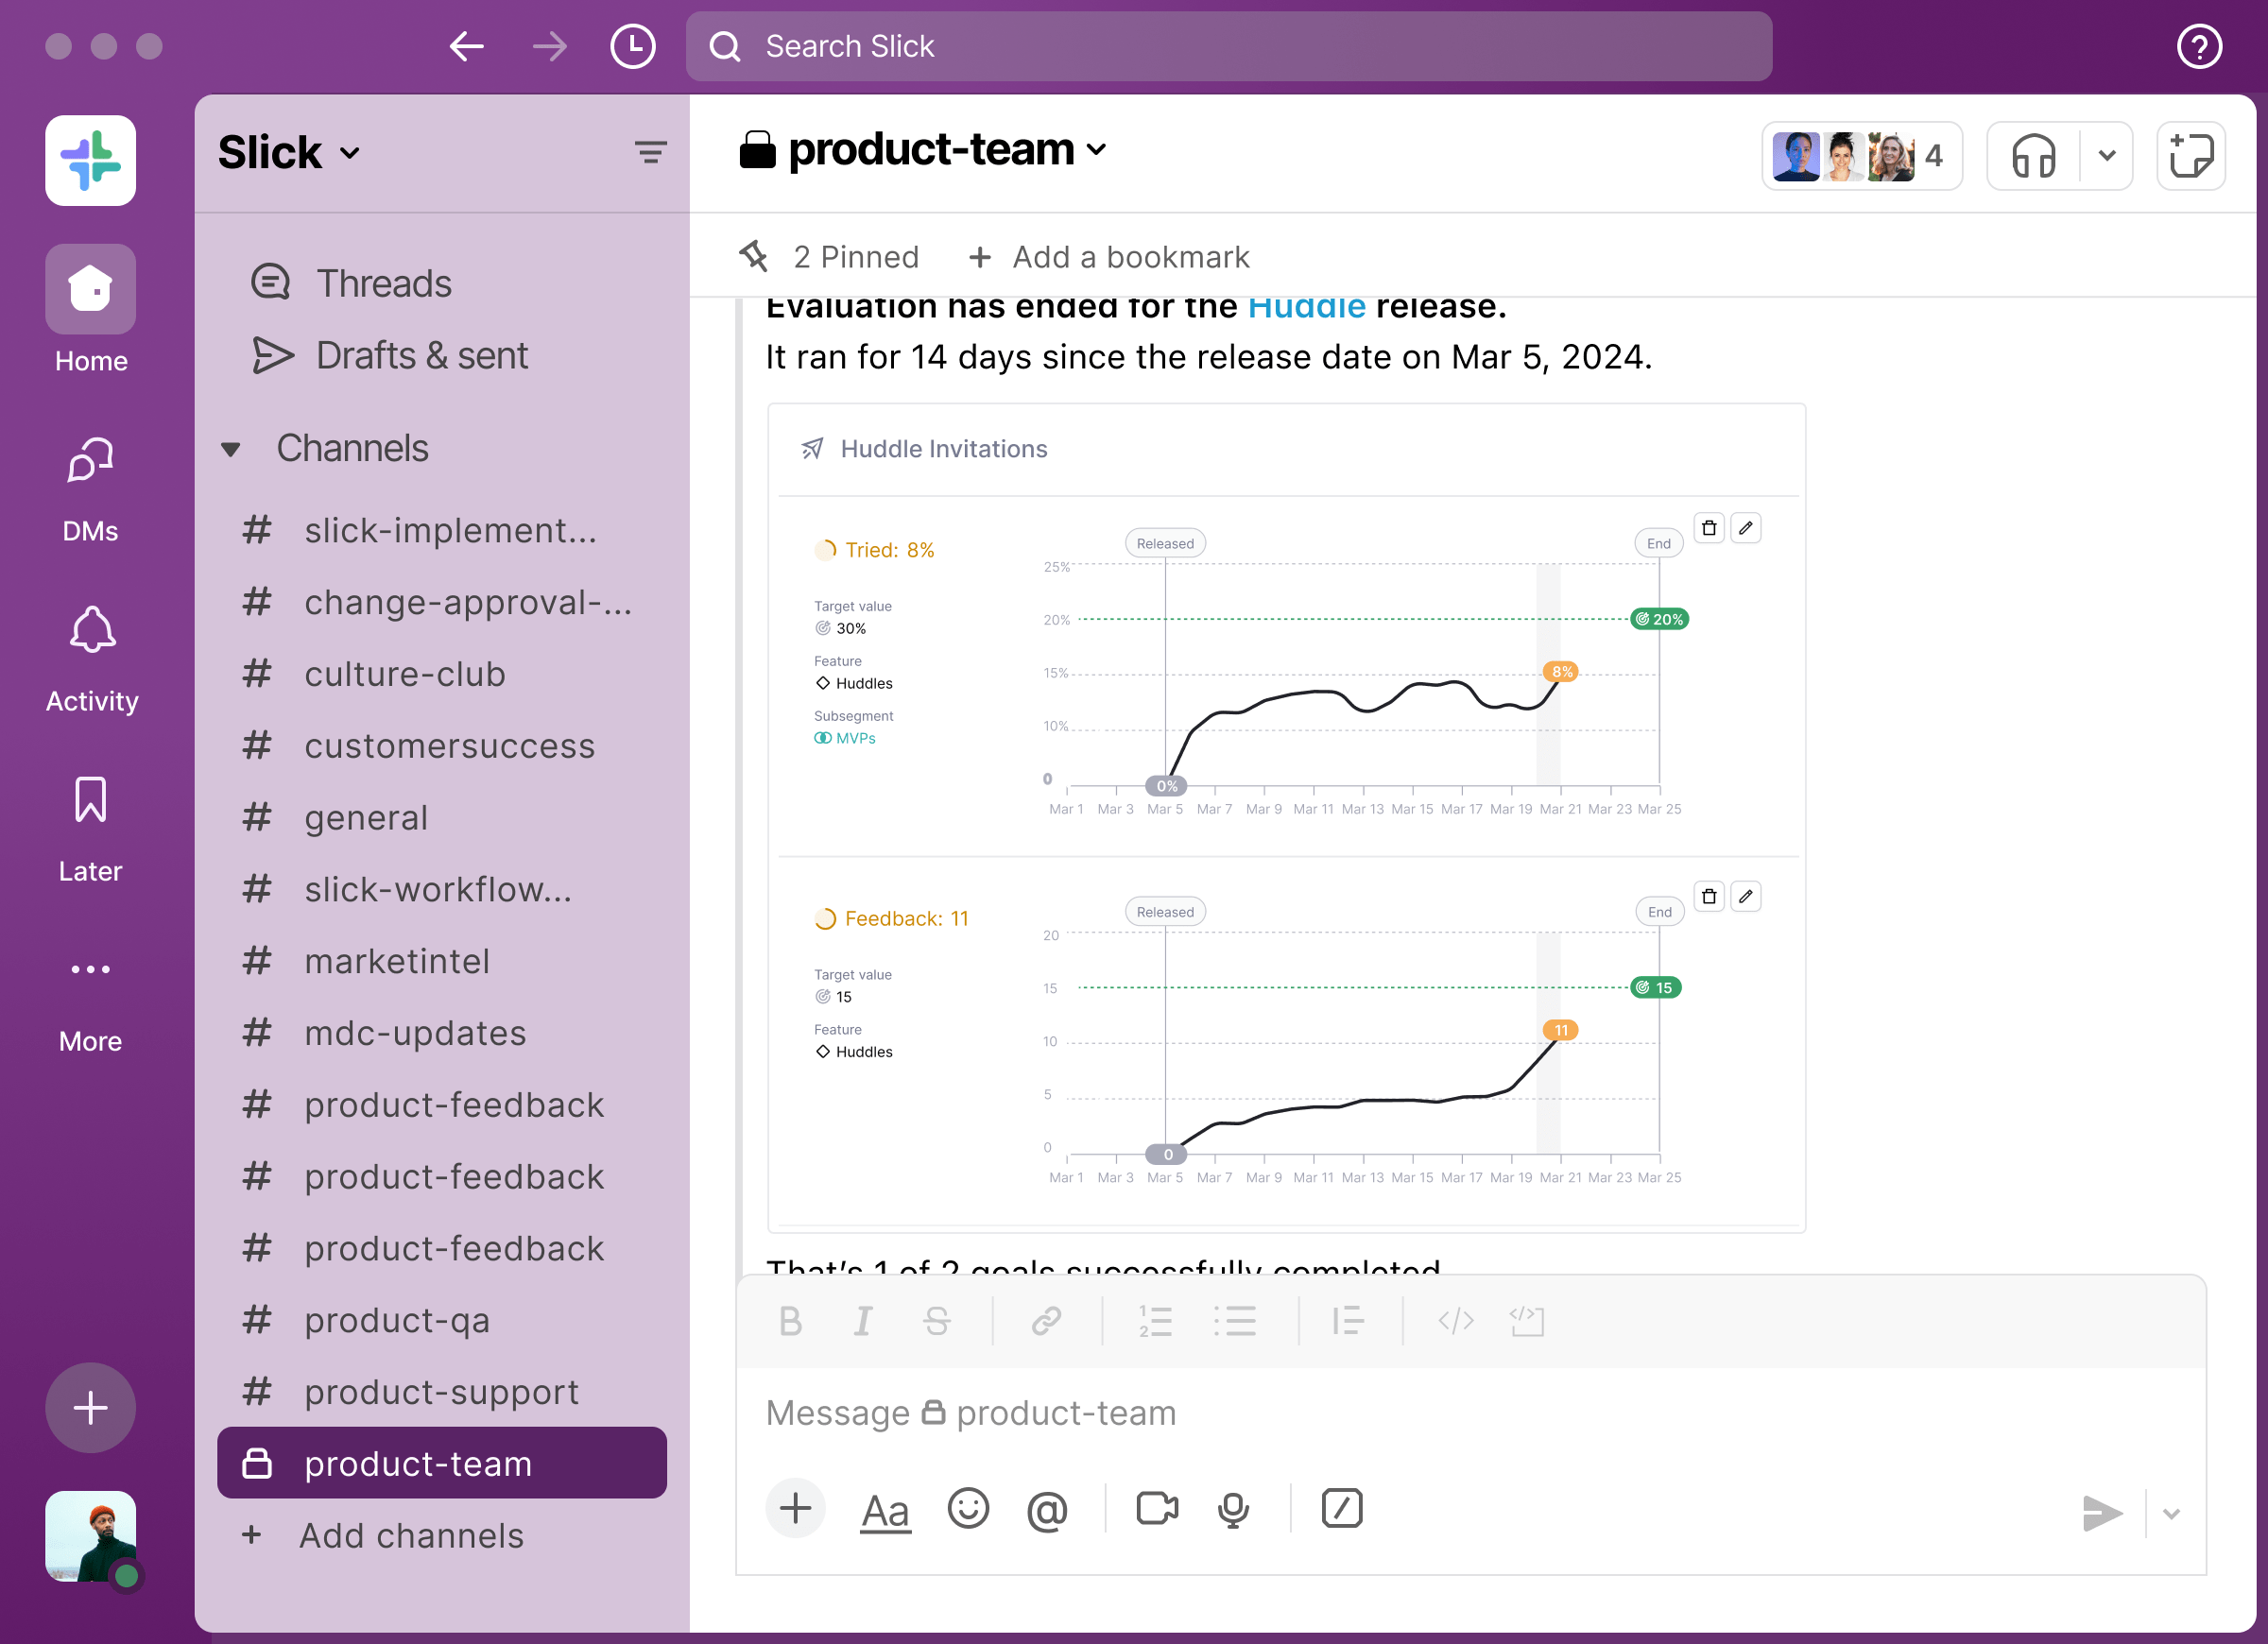 Search Slick
Slick
product-team
4
Home
DMs
Activity
Later
More
Threads
Drafts & sent
Channels
# slick-implement...
# change-approval-...
# culture-club
# customersuccess
# general
# slick-workflow...
# marketintel
# mdc-updates
# product-feedback
# product-feedback
# product-feedback
# product-qa
# product-support
product-team
+ Add channels
2 Pinned
+ Add a bookmark
Evaluation has ended for the Huddle release.
It ran for 14 days since the release date on Mar 5, 2024.
Huddle Invitations
Tried: 8%
Target value
30%
Feature
Huddles
Subsegment
MVPs
Released
End
25%
20%
20%
15%
8%
10%
0
0%
Mar 1 Mar 3 Mar 5 Mar 7 Mar 9 Mar 11 Mar 13 Mar 15 Mar 17 Mar 19 Mar 21 Mar 23 Mar 25
Feedback: 11
Target value
15
Feature
Huddles
Released
End
20
15
15
11
10
5
0
0
Mar 1 Mar 3 Mar 5 Mar 7 Mar 9 Mar 11 Mar 13 Mar 15 Mar 17 Mar 19 Mar 21 Mar 23 Mar 25
That's 1 of 2 goals successfully completed
B I S
Message product-team
Aa @